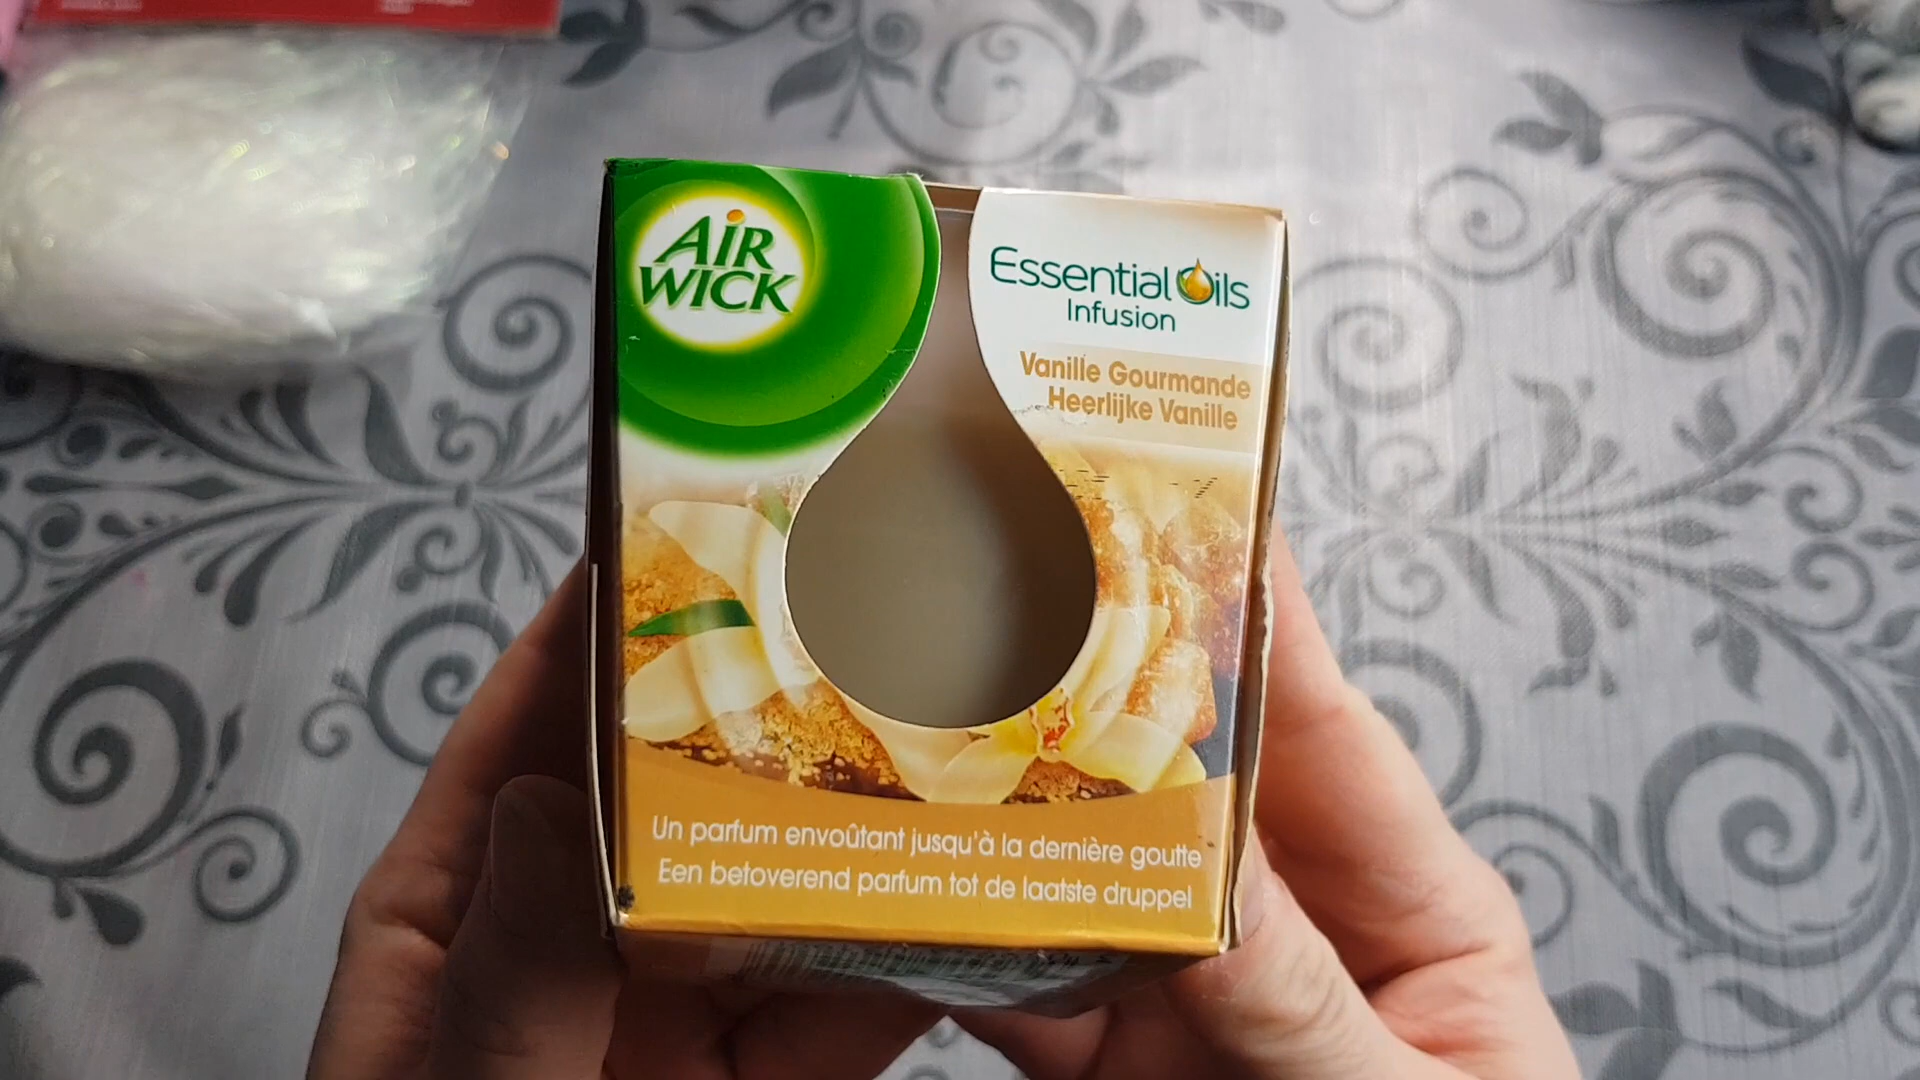 AIR
WICK
Essential Oils
Infusion
Vanille Gourmande
Heerlijke Vanille
Un parfum envoûtant jusqu'à la dernière goutte
Een betoverend parfum tot de laatste druppel